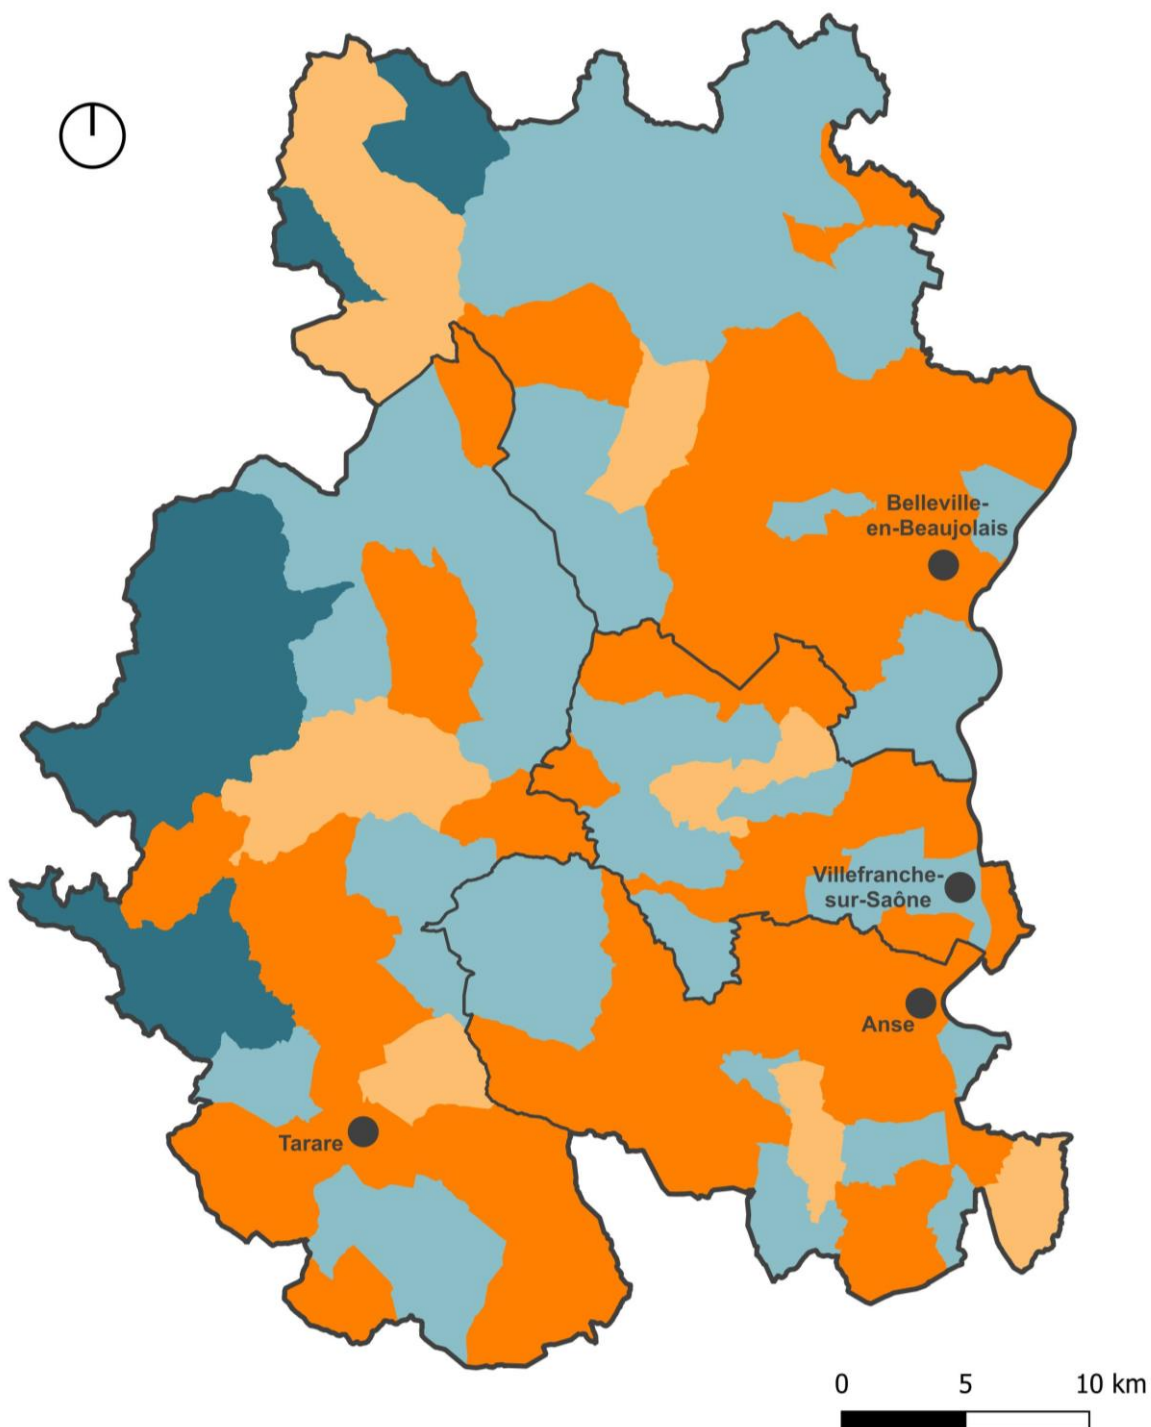 Belleville-
en-Beaujolais
Villefranche-
sur-Saône
Anse
Tarare
0 5 10 km